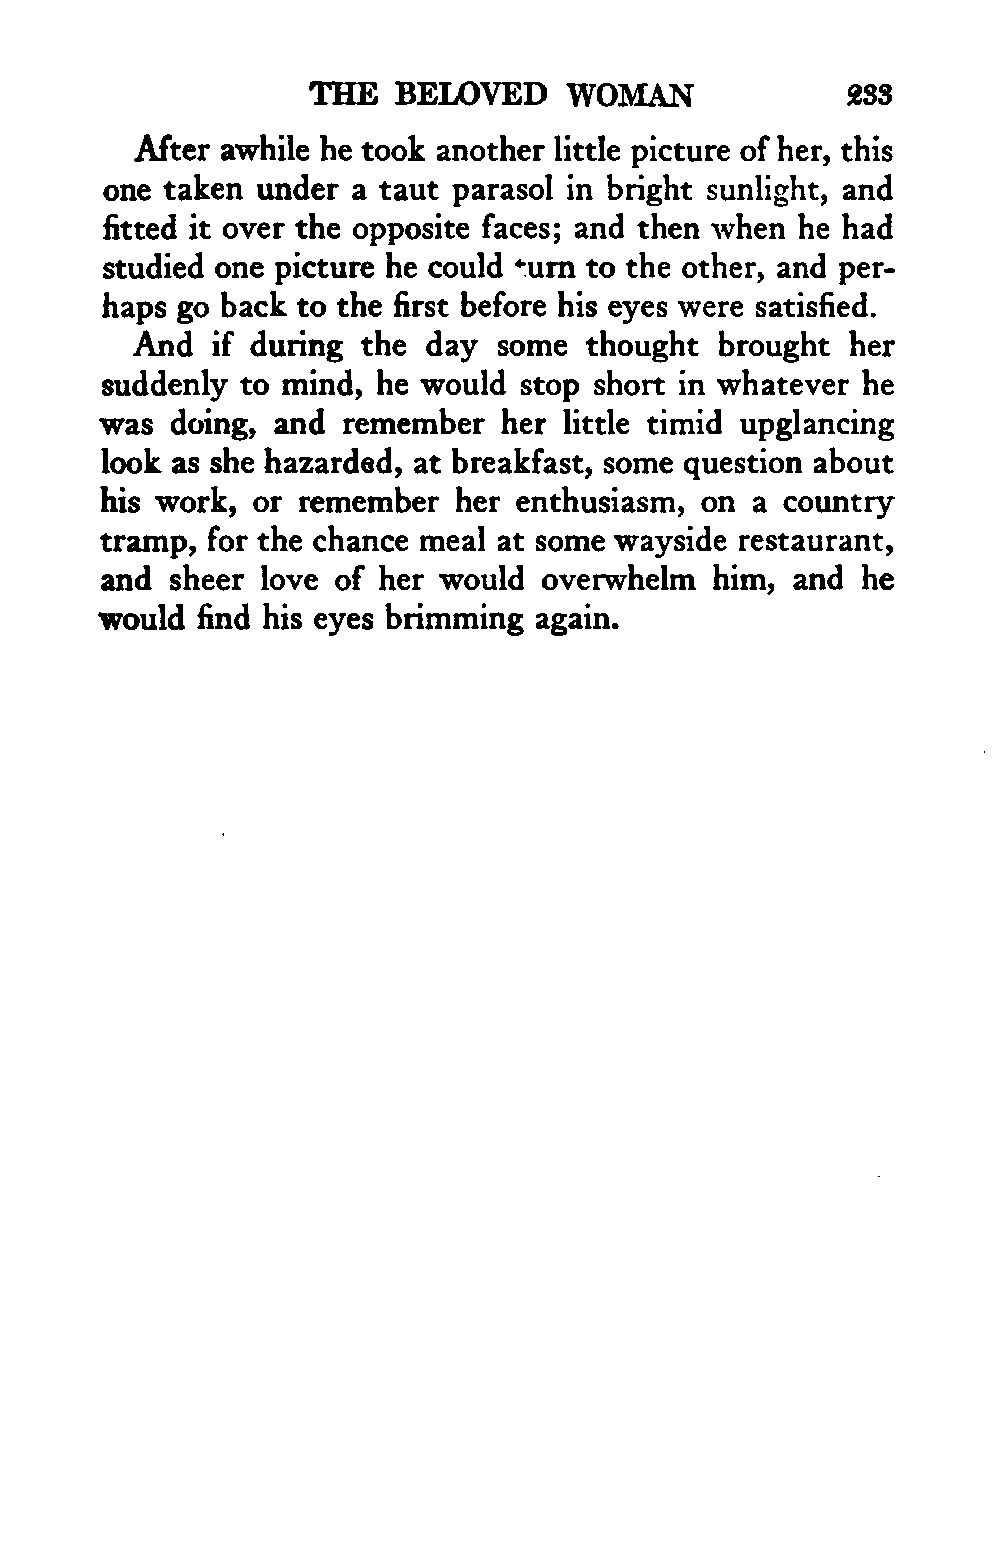 THE BELOVED WOMAN 233
After awhile he took another little picture of her, this
one taken under a taut parasol in bright sunlight, and
fitted it over the opposite faces; and then when he had
studied one picture he could turn to the other, and per-
haps go back to the first before his eyes were satisfied.
And if during the day some thought brought her
suddenly to mind, he would stop short in whatever he
was doing, and remember her little timid upglancing
look as she hazarded, at breakfast, some question about
his work, or remember her enthusiasm, on a country
tramp, for the chance meal at some wayside restaurant,
and sheer love of her would overwhelm him, and he
would find his eyes brimming again.